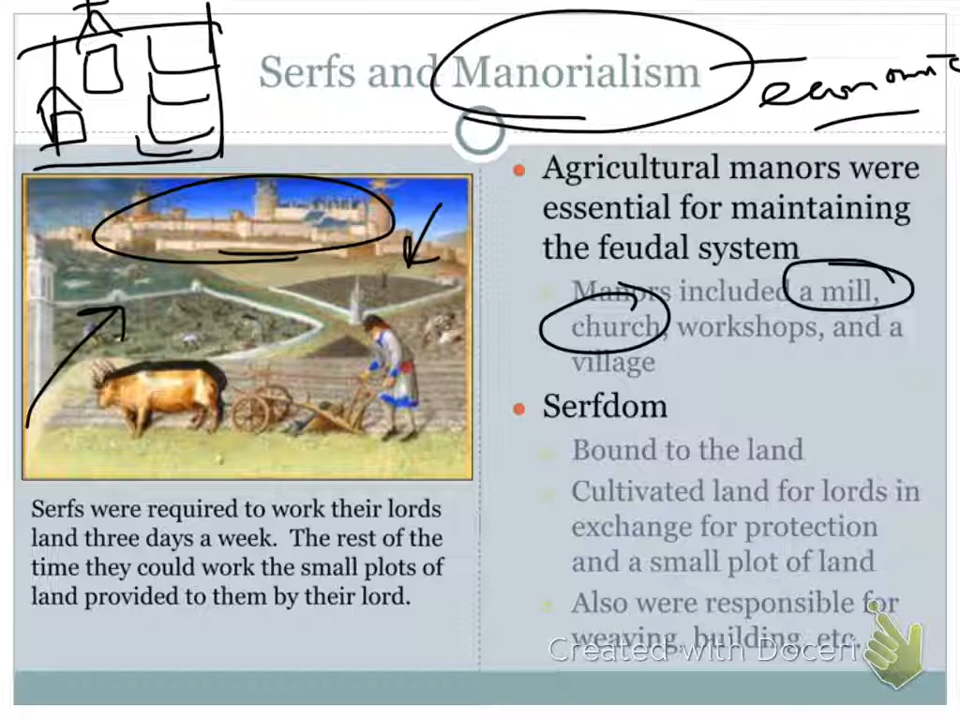 Serfs and Manorialism
economic
Agricultural manors were
essential for maintaining
the feudal system
Manors included a mill,
church, workshops, and a
village
Serfdom
Bound to the land
Cultivated land for lords in
exchange for protection
and a small plot of land
Also were responsible for
weaving, building, etc.
Serfs were required to work their lords
land three days a week. The rest of the
time they could work the small plots of
land provided to them by their lord.
Created with Doceri